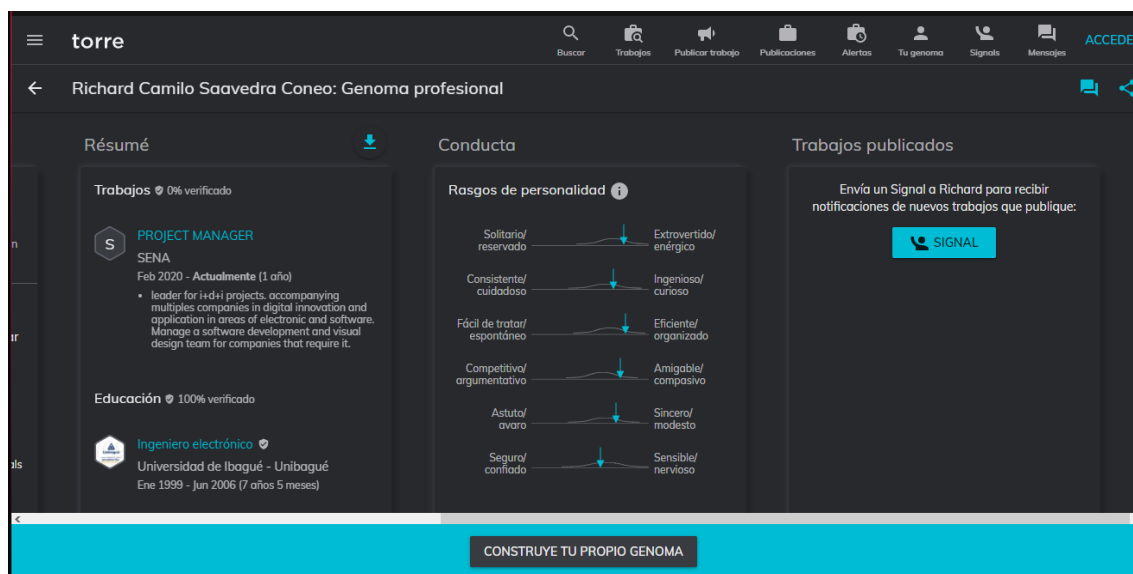 torre
Buscar
Trabajos
Publicar trabajo
Publicaciones
Alertas
Tu genoma
Signals
Mensajes
ACCEDE
Richard Camilo Saavedra Coneo: Genoma profesional
n
ar
als
Résumé
Trabajos 0% verificado
S
PROJECT MANAGER
SENA
Feb 2020 - Actualmente (1 año)
• leader for i+d+i projects. accompanying
multiples companies in digital innovation and
application in areas of electronic and software.
Manage a software development and visual
design team for companies that require it.
Educación 100% verificado
Ingeniero electrónico
Universidad de Ibagué - Unibagué
Ene 1999 - Jun 2006 (7 años 5 meses)
Conducta
Rasgos de personalidad
Solitario/
reservado
Extrovertido/
enérgico
Consistente/
cuidadoso
Ingenioso/
curioso
Fácil de tratar/
espontáneo
Eficiente/
organizado
Competitivo/
argumentativo
Amigable/
compasivo
Astuto/
avaro
Sincero/
modesto
Seguro/
confiado
Sensible/
nervioso
Trabajos publicados
Envía un Signal a Richard para recibir
notificaciones de nuevos trabajos que publique:
SIGNAL
CONSTRUYE TU PROPIO GENOMA